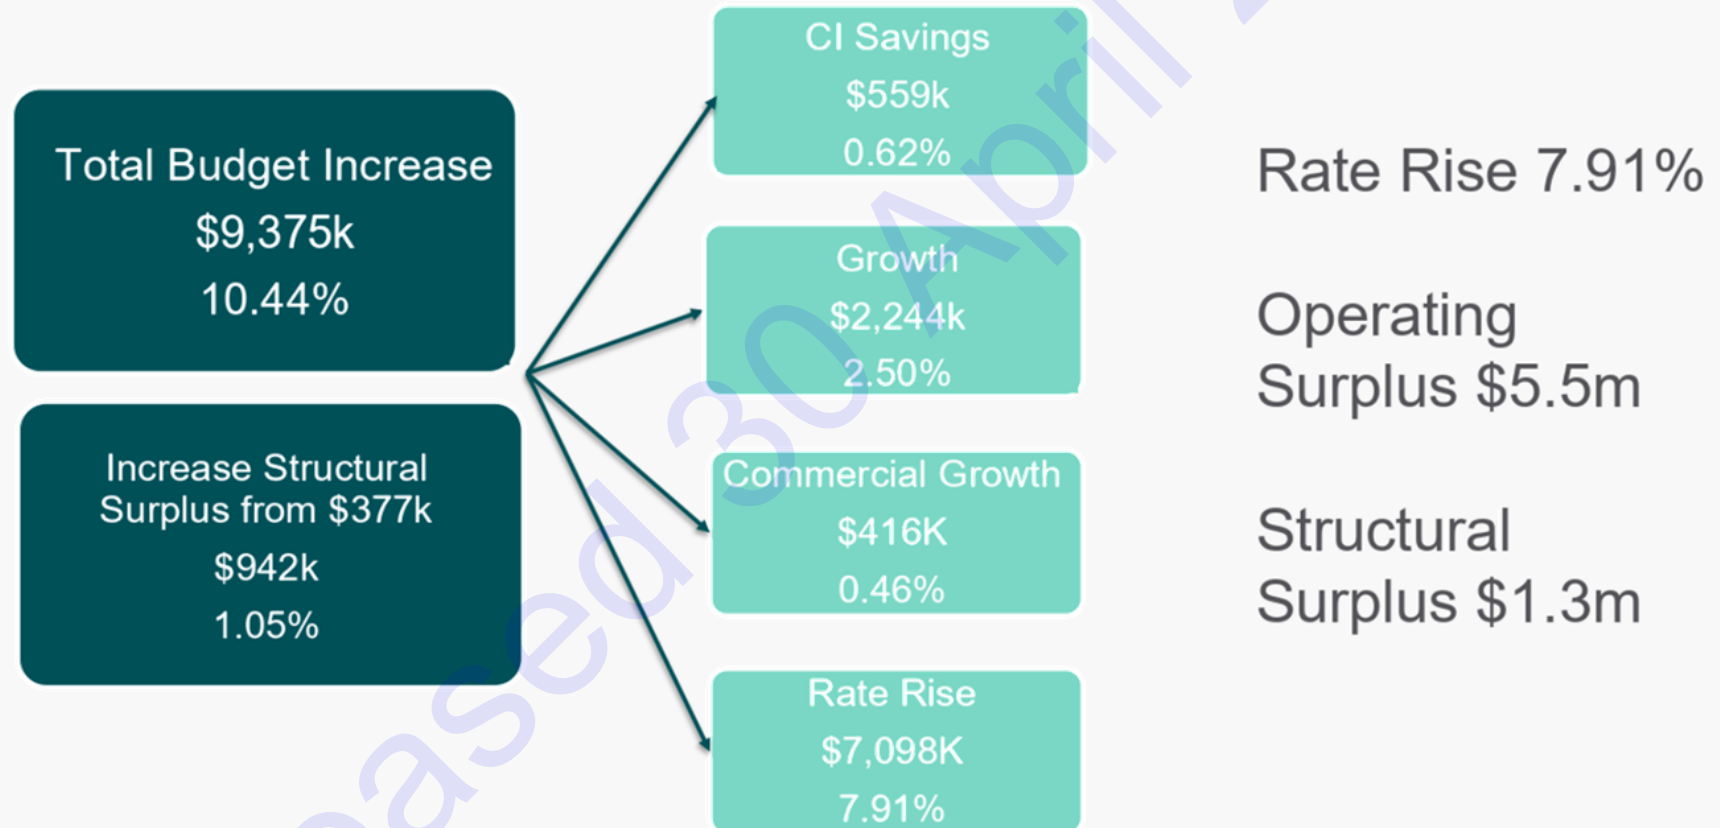 Total Budget Increase
$9,375k
10.44%
Increase Structural
Surplus from $377k
$942k
1.05%
CI Savings
$559k
0.62%
Growth
$2,244k
2.50%
Commercial Growth
$416K
0.46%
Rate Rise
$7,098K
7.91%
Rate Rise 7.91%
Operating
Surplus $5.5m
Structural
Surplus $1.3m
30 April